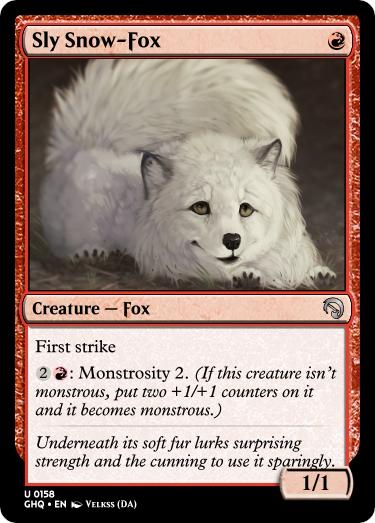 Sly Snow-Fox
Creature — Fox
First strike
2 R: Monstrosity 2. (If this creature isn't
monstrous, put two +1/+1 counters on it
and it becomes monstrous.)
Underneath its soft fur lurks surprising
strength and the cunning to use it sparingly.
1/1
U 0158
GHQ • EN Velkss (DA)